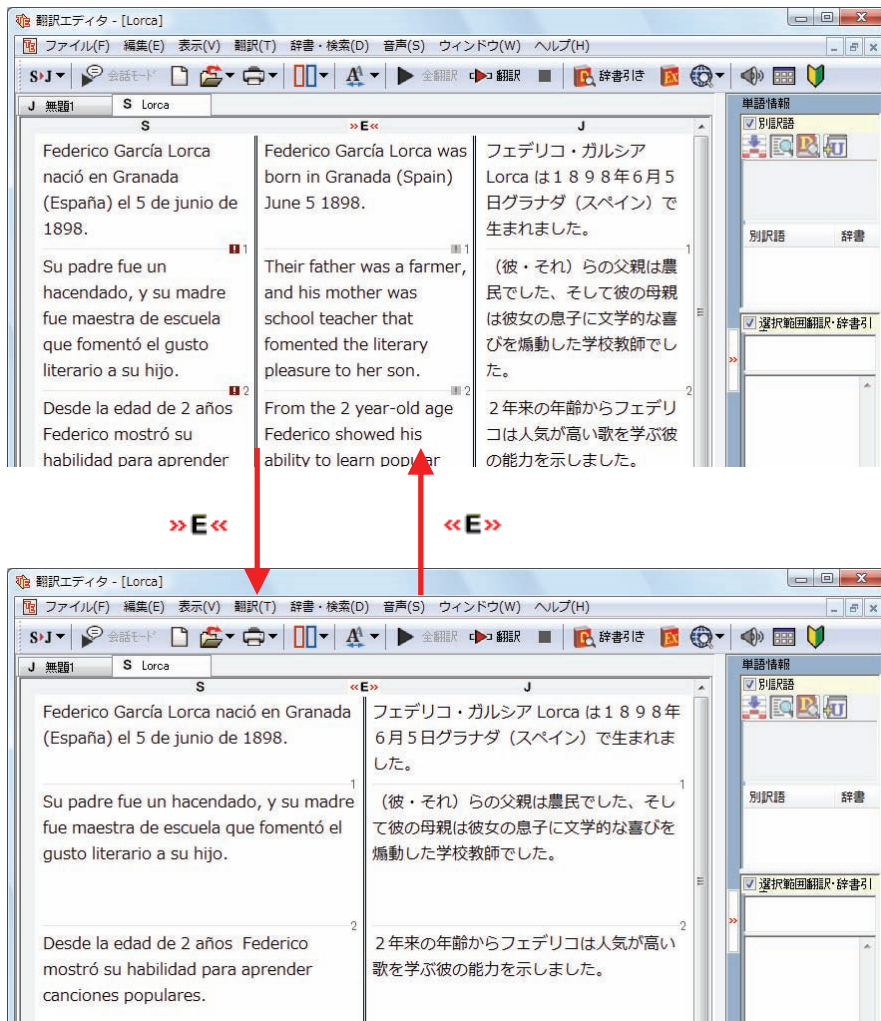 翻訳エディタ - [Lorca]
ファイル(F) 編集(E) 表示(V) 翻訳(T) 辞書・検索(D) 音声(S) ウィンドウ(W) ヘルプ(H)
S›J 会話モード 全翻訳 翻訳 辞書引き
J 無題1 S Lorca
S
Federico García Lorca
nació en Granada
(España) el 5 de junio de
1898.
1
Su padre fue un
hacendado, y su madre
fue maestra de escuela
que fomentó el gusto
literario a su hijo.
2
Desde la edad de 2 años
Federico mostró su
habilidad para aprender
»E«
Federico García Lorca was
born in Granada (Spain)
June 5 1898.
1
Their father was a farmer,
and his mother was
school teacher that
fomented the literary
pleasure to her son.
2
From the 2 year-old age
Federico showed his
ability to learn popular
J
フェデリコ・ガルシア
Lorca は１８９８年６月５
日グラナダ（スペイン）で
生まれました。
1
（彼・それ）らの父親は農
民でした、そして彼の母親
は彼女の息子に文学的な喜
びを煽動した学校教師でし
た。
2
２年来の年齢からフェデリ
コは人気が高い歌を学ぶ彼
の能力を示しました。
単語情報
別訳語
別訳語 辞書
選択範囲翻訳・辞書引
»E« «E»
翻訳エディタ - [Lorca]
ファイル(F) 編集(E) 表示(V) 翻訳(T) 辞書・検索(D) 音声(S) ウィンドウ(W) ヘルプ(H)
S›J 会話モード 全翻訳 翻訳 辞書引き
J 無題1 S Lorca
S
Federico García Lorca nació en Granada
(España) el 5 de junio de 1898.
1
Su padre fue un hacendado, y su madre
fue maestra de escuela que fomentó el
gusto literario a su hijo.
2
Desde la edad de 2 años Federico
mostró su habilidad para aprender
canciones populares.
«E»
J
フェデリコ・ガルシア Lorca は１８９８年
６月５日グラナダ（スペイン）で生まれま
した。
1
（彼・それ）らの父親は農民でした、そし
て彼の母親は彼女の息子に文学的な喜びを
煽動した学校教師でした。
2
２年来の年齢からフェデリコは人気が高い
歌を学ぶ彼の能力を示しました。
単語情報
別訳語
別訳語 辞書
選択範囲翻訳・辞書引